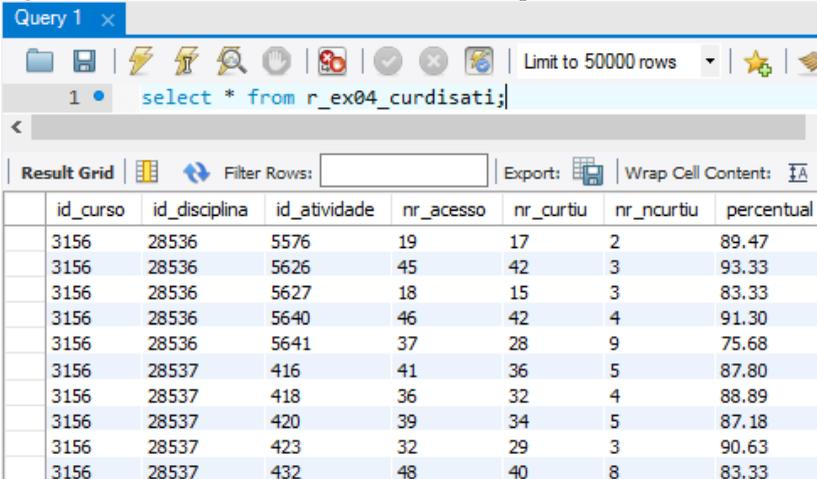 Query 1
Limit to 50000 rows
1 select * from r_ex04_curdisati;
Result Grid Filter Rows: Export: Wrap Cell Content: IA
id_curso id_disciplina id_atividade nr_acesso nr_curtiu nr_ncurtiu percentual
3156 28536 5576 19 17 2 89.47
3156 28536 5626 45 42 3 93.33
3156 28536 5627 18 15 3 83.33
3156 28536 5640 46 42 4 91.30
3156 28536 5641 37 28 9 75.68
3156 28537 416 41 36 5 87.80
3156 28537 418 36 32 4 88.89
3156 28537 420 39 34 5 87.18
3156 28537 423 32 29 3 90.63
3156 28537 432 48 40 8 83.33